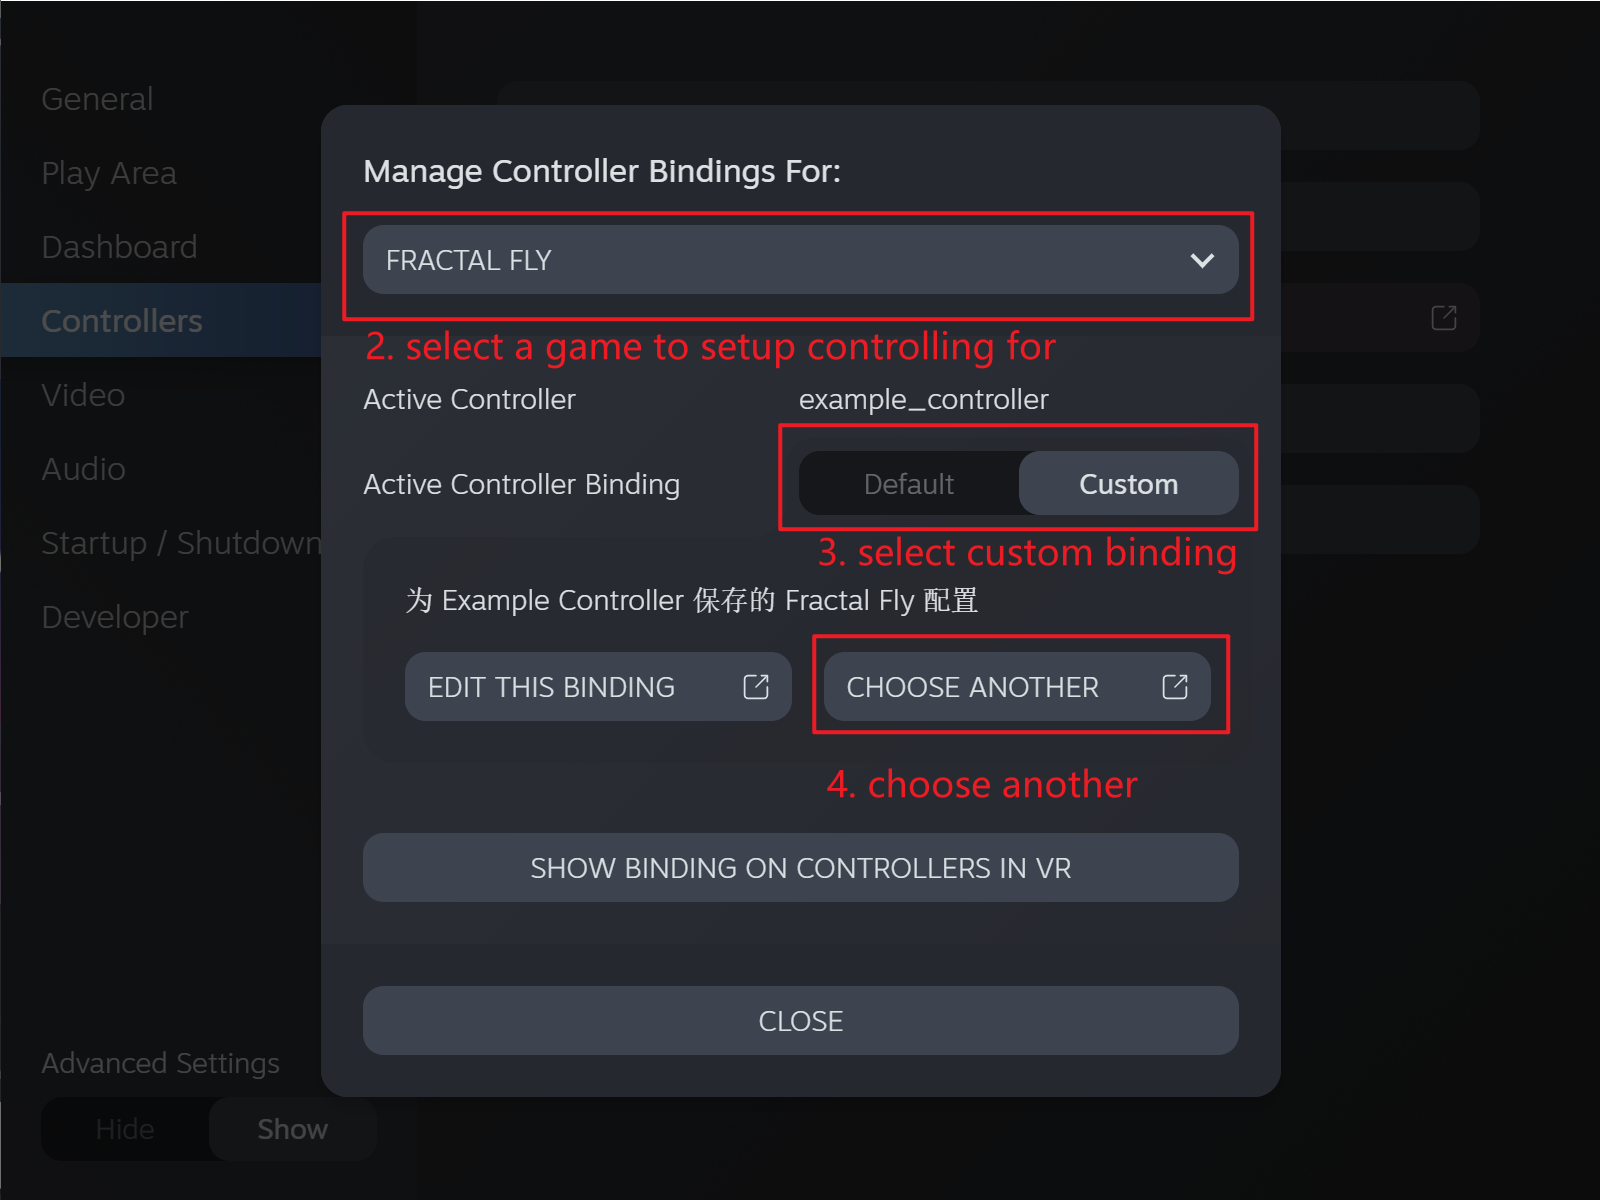 General
Play Area
Dashboard
Controllers
Video
Audio
Startup / Shutdown
Developer
Advanced Settings
Hide Show
Manage Controller Bindings For:
FRACTAL FLY
2. select a game to setup controlling for
Active Controller example_controller
Active Controller Binding Default Custom
3. select custom binding
为 Example Controller 保存的 Fractal Fly 配置
EDIT THIS BINDING CHOOSE ANOTHER
4. choose another
SHOW BINDING ON CONTROLLERS IN VR
CLOSE